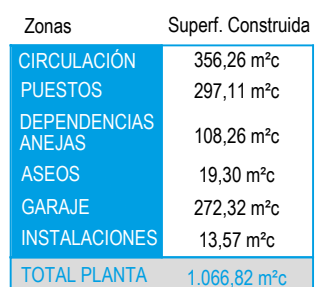 Zonas Superf. Construida
CIRCULACIÓN 356,26 m²c
PUESTOS 297,11 m²c
DEPENDENCIAS
ANEJAS 108,26 m²c
ASEOS 19,30 m²c
GARAJE 272,32 m²c
INSTALACIONES 13,57 m²c
TOTAL PLANTA 1.066,82 m²c